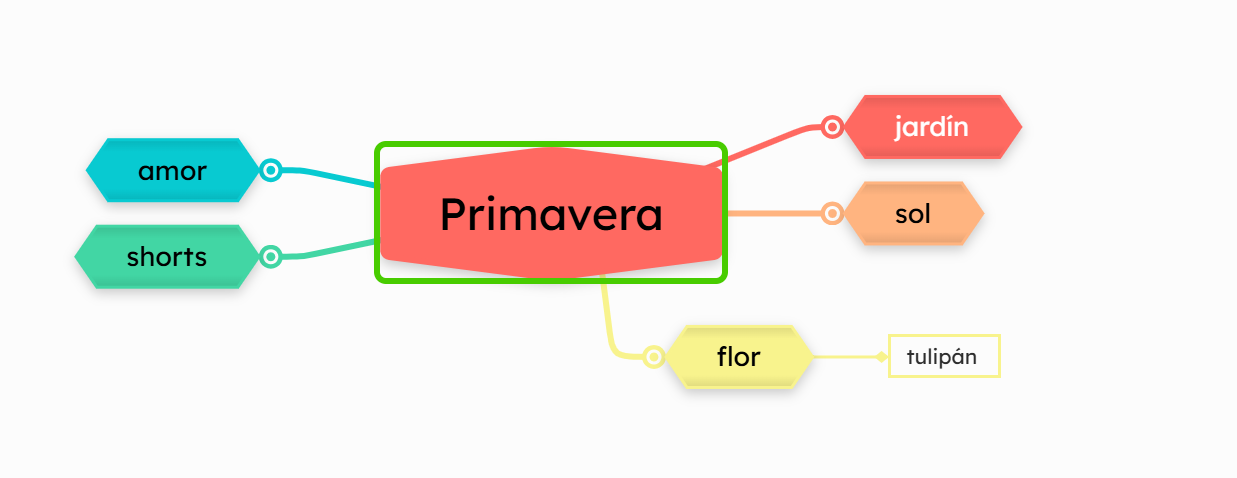 Primavera
jardín
sol
flor
tulipán
amor
shorts